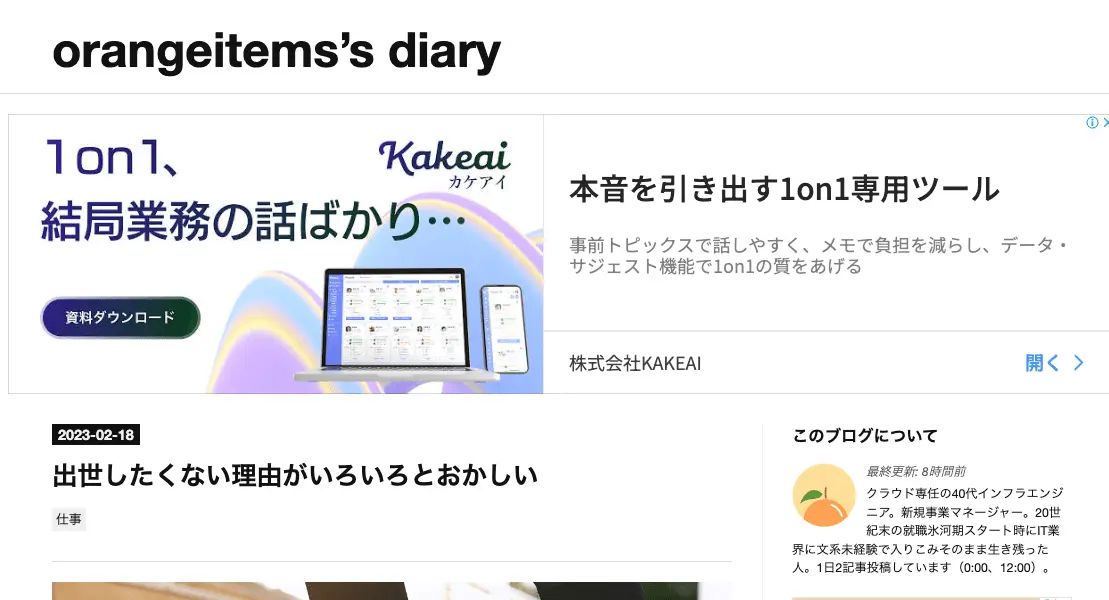 orangeitems’s diary
1on1、
Kakeai
カケアイ
結局業務の話ばかり…
資料ダウンロード
本音を引き出す1on1専用ツール
事前トピックスで話しやすく、メモで負担を減らし、データ・
サジェスト機能で1on1の質をあげる
株式会社KAKEAI
開く
2023-02-18
出世したくない理由がいろいろとおかしい
仕事
このブログについて
最終更新: 8時間前
クラウド専任の40代インフラエンジ
ニア。新規事業マネージャー。20世
紀末の就職氷河期スタート時にIT業
界に文系未経験で入りこみそのまま生き残った
人。1日2記事投稿しています（0:00、12:00）。